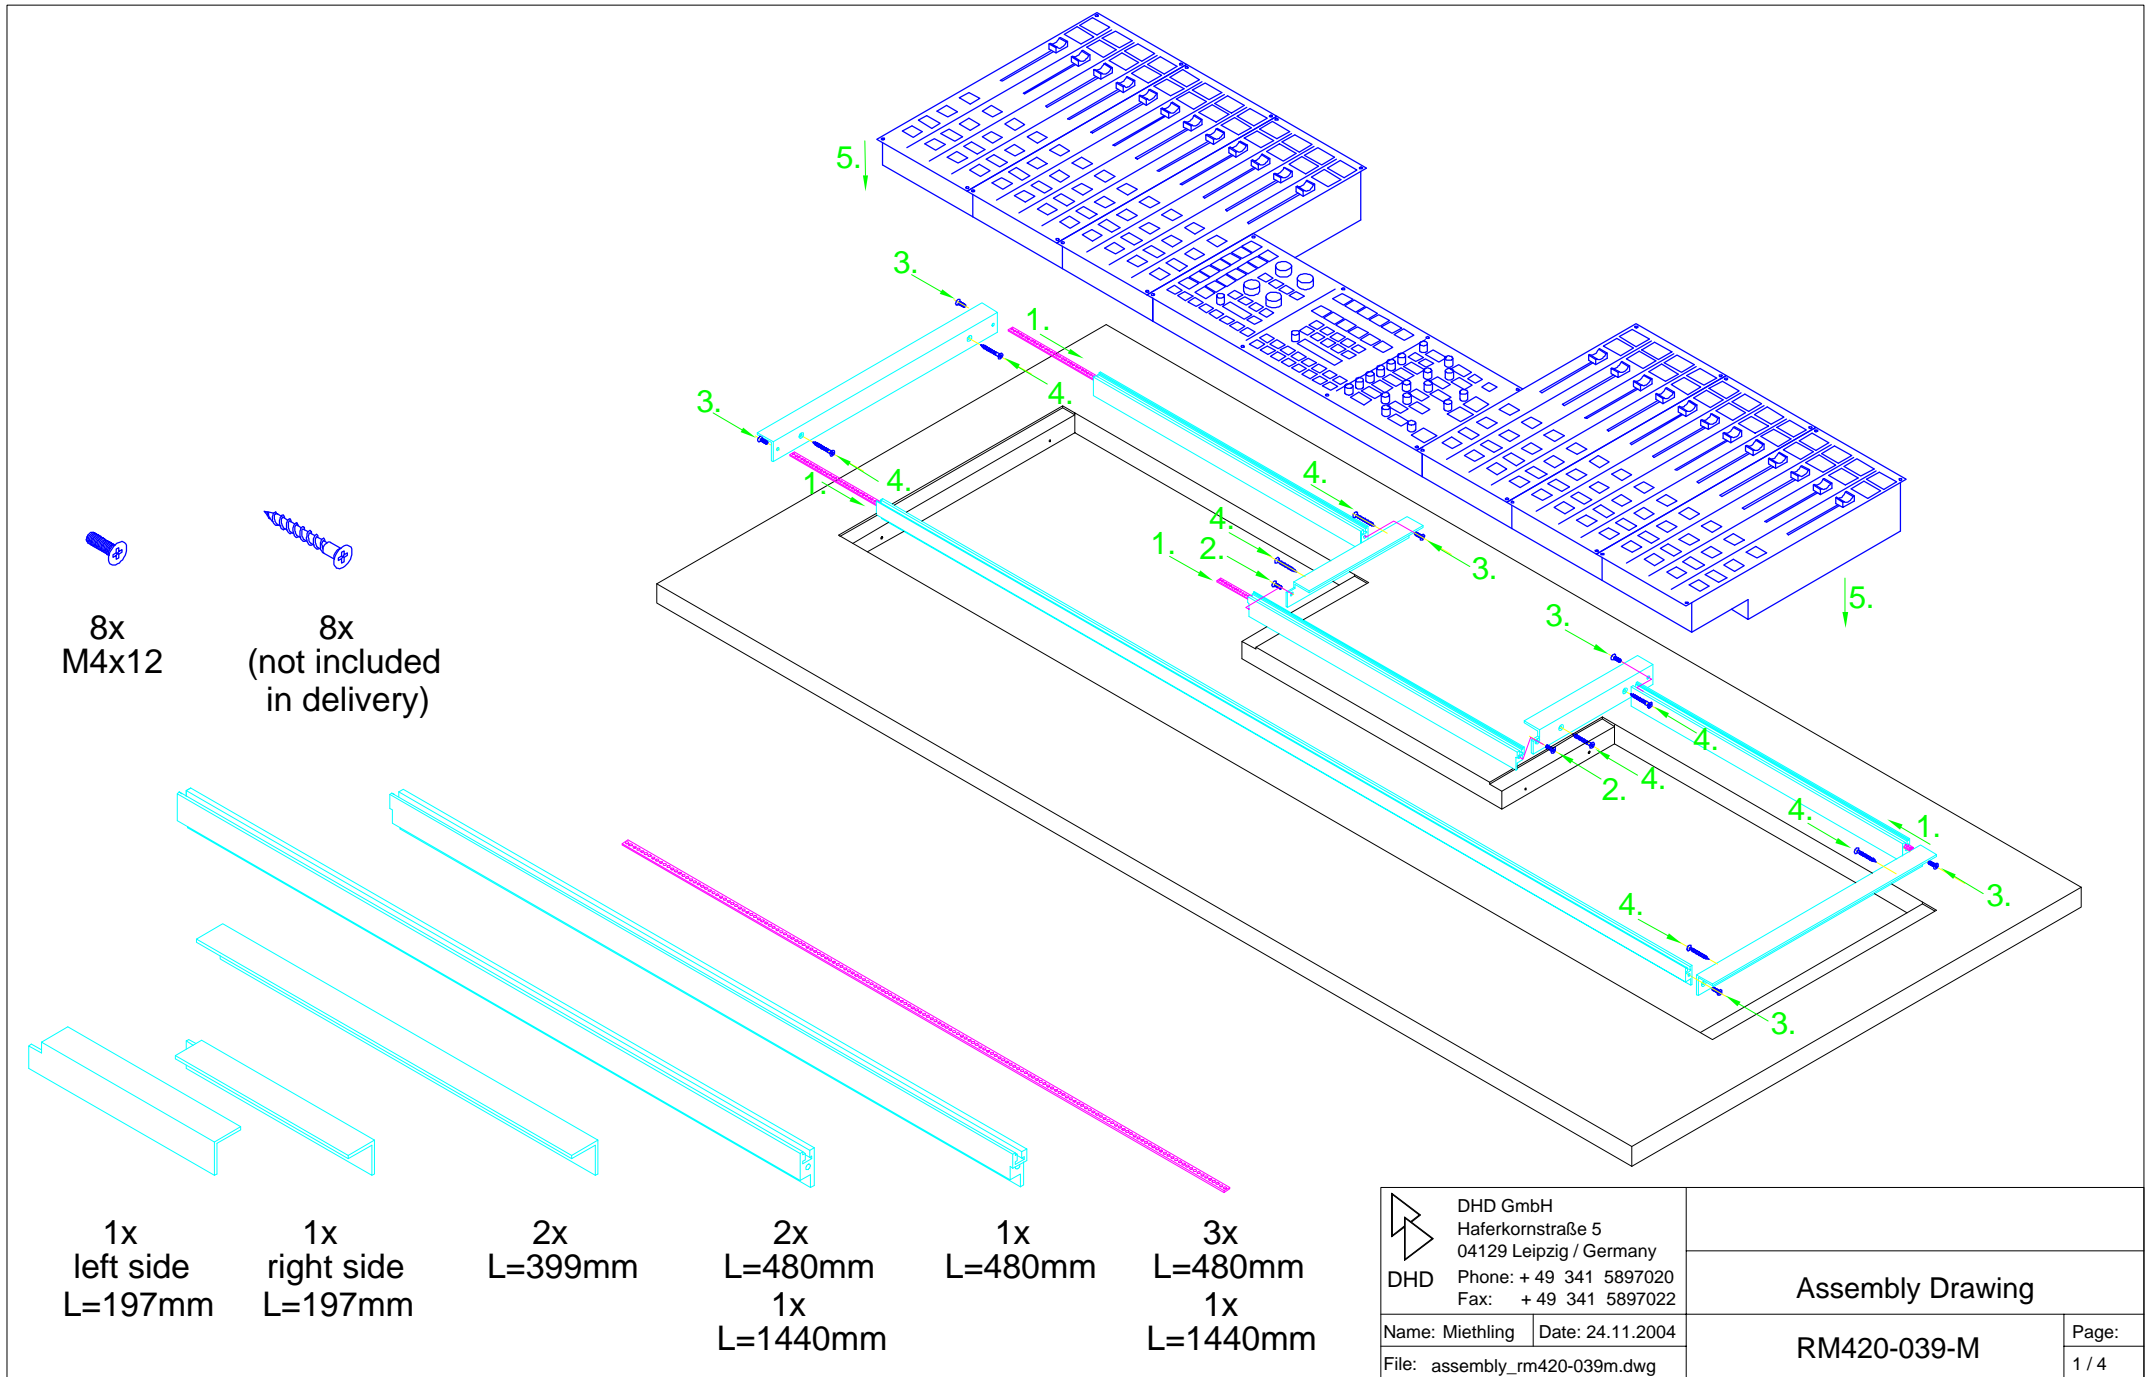 5.
3.
1.
4.
3.
4.
1.
4.
4.
2.
1.
3.
3.
5.
4.
4.
2.
4.
1.
3.
4.
3.
8x
M4x12
8x
(not included
in delivery)
1x
left side
L=197mm
1x
right side
L=197mm
2x
L=399mm
2x
L=480mm
1x
L=1440mm
1x
L=480mm
3x
L=480mm
1x
L=1440mm
DHD
DHD GmbH
Haferkornstraße 5
04129 Leipzig / Germany
Phone: + 49 341 5897020
Fax: + 49 341 5897022
Name: Miethling
Date: 24.11.2004
File: assembly_rm420-039m.dwg
Assembly Drawing
RM420-039-M
Page:
1 / 4